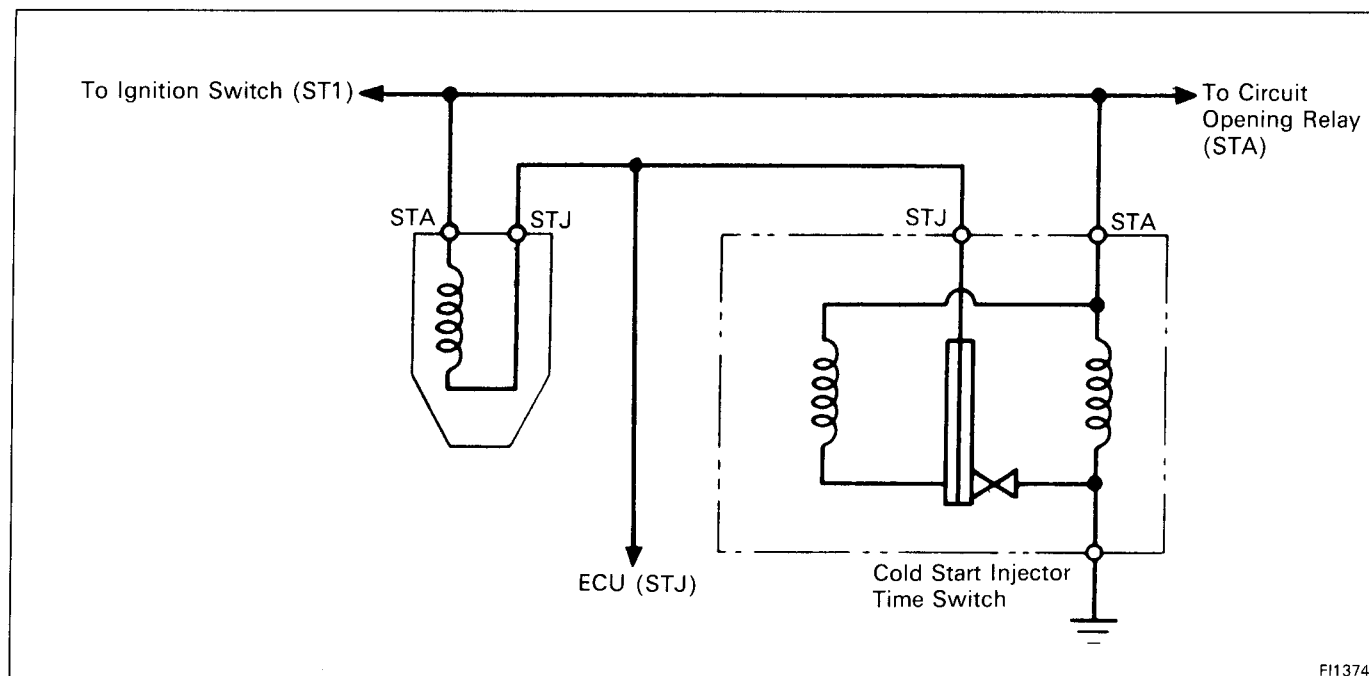 To Ignition Switch (ST1)
To Circuit
Opening Relay
(STA)
STA
STJ
STJ
STA
ECU (STJ)
Cold Start Injector
Time Switch
FI1374